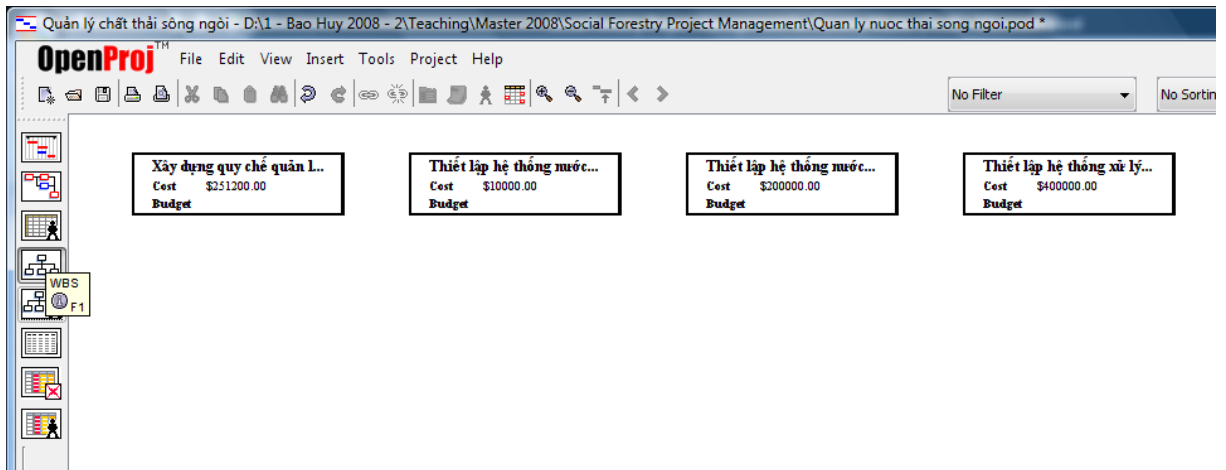 Quản lý chất thải sông ngòi - D:\1 - Bao Huy 2008 - 2\Teaching\Master 2008\Social Forestry Project Management\Quan ly nuoc thai song ngoi.pod *
OpenProj™ File Edit View Insert Tools Project Help
No Filter No Sortin
Xây dựng quy chế quản l... Thiết lập hệ thống nước... Thiết lập hệ thống nước... Thiết lập hệ thống xử lý...
Cost $251200.00 Cost $10000.00 Cost $200000.00 Cost $400000.00
Budget Budget Budget Budget
WBS
F1